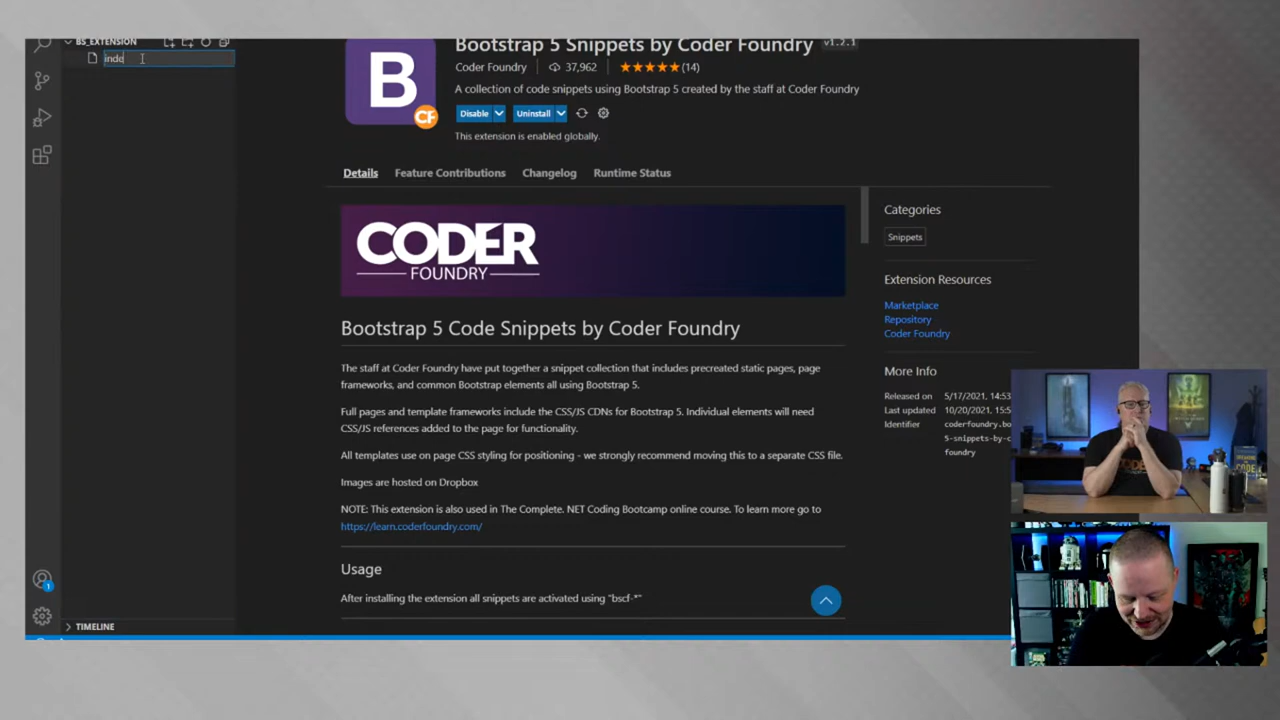 BS_EXTENSION
inde
Bootstrap 5 Snippets by Coder Foundry v1.2.1
Coder Foundry 37,962 (14)
A collection of code snippets using Bootstrap 5 created by the staff at Coder Foundry
Disable Uninstall
This extension is enabled globally.
Details Feature Contributions Changelog Runtime Status
B
CF
CODER
FOUNDRY
Bootstrap 5 Code Snippets by Coder Foundry
The staff at Coder Foundry have put together a snippet collection that includes precreated static pages, page
frameworks, and common Bootstrap elements all using Bootstrap 5.
Full pages and template frameworks include the CSS/JS CDNs for Bootstrap 5. Individual elements will need
CSS/JS references added to the page for functionality.
All templates use on page CSS styling for positioning - we strongly recommend moving this to a separate CSS file.
Images are hosted on Dropbox
NOTE: This extension is also used in The Complete. NET Coding Bootcamp online course. To learn more go to
https://learn.coderfoundry.com/
Usage
After installing the extension all snippets are activated using "bscf-*"
Categories
Snippets
Extension Resources
Marketplace
Repository
Coder Foundry
More Info
Released on 5/17/2021, 14:53
Last updated 10/20/2021, 15:5
Identifier coderfoundry.bo
5-snippets-by-c
foundry
1
TIMELINE